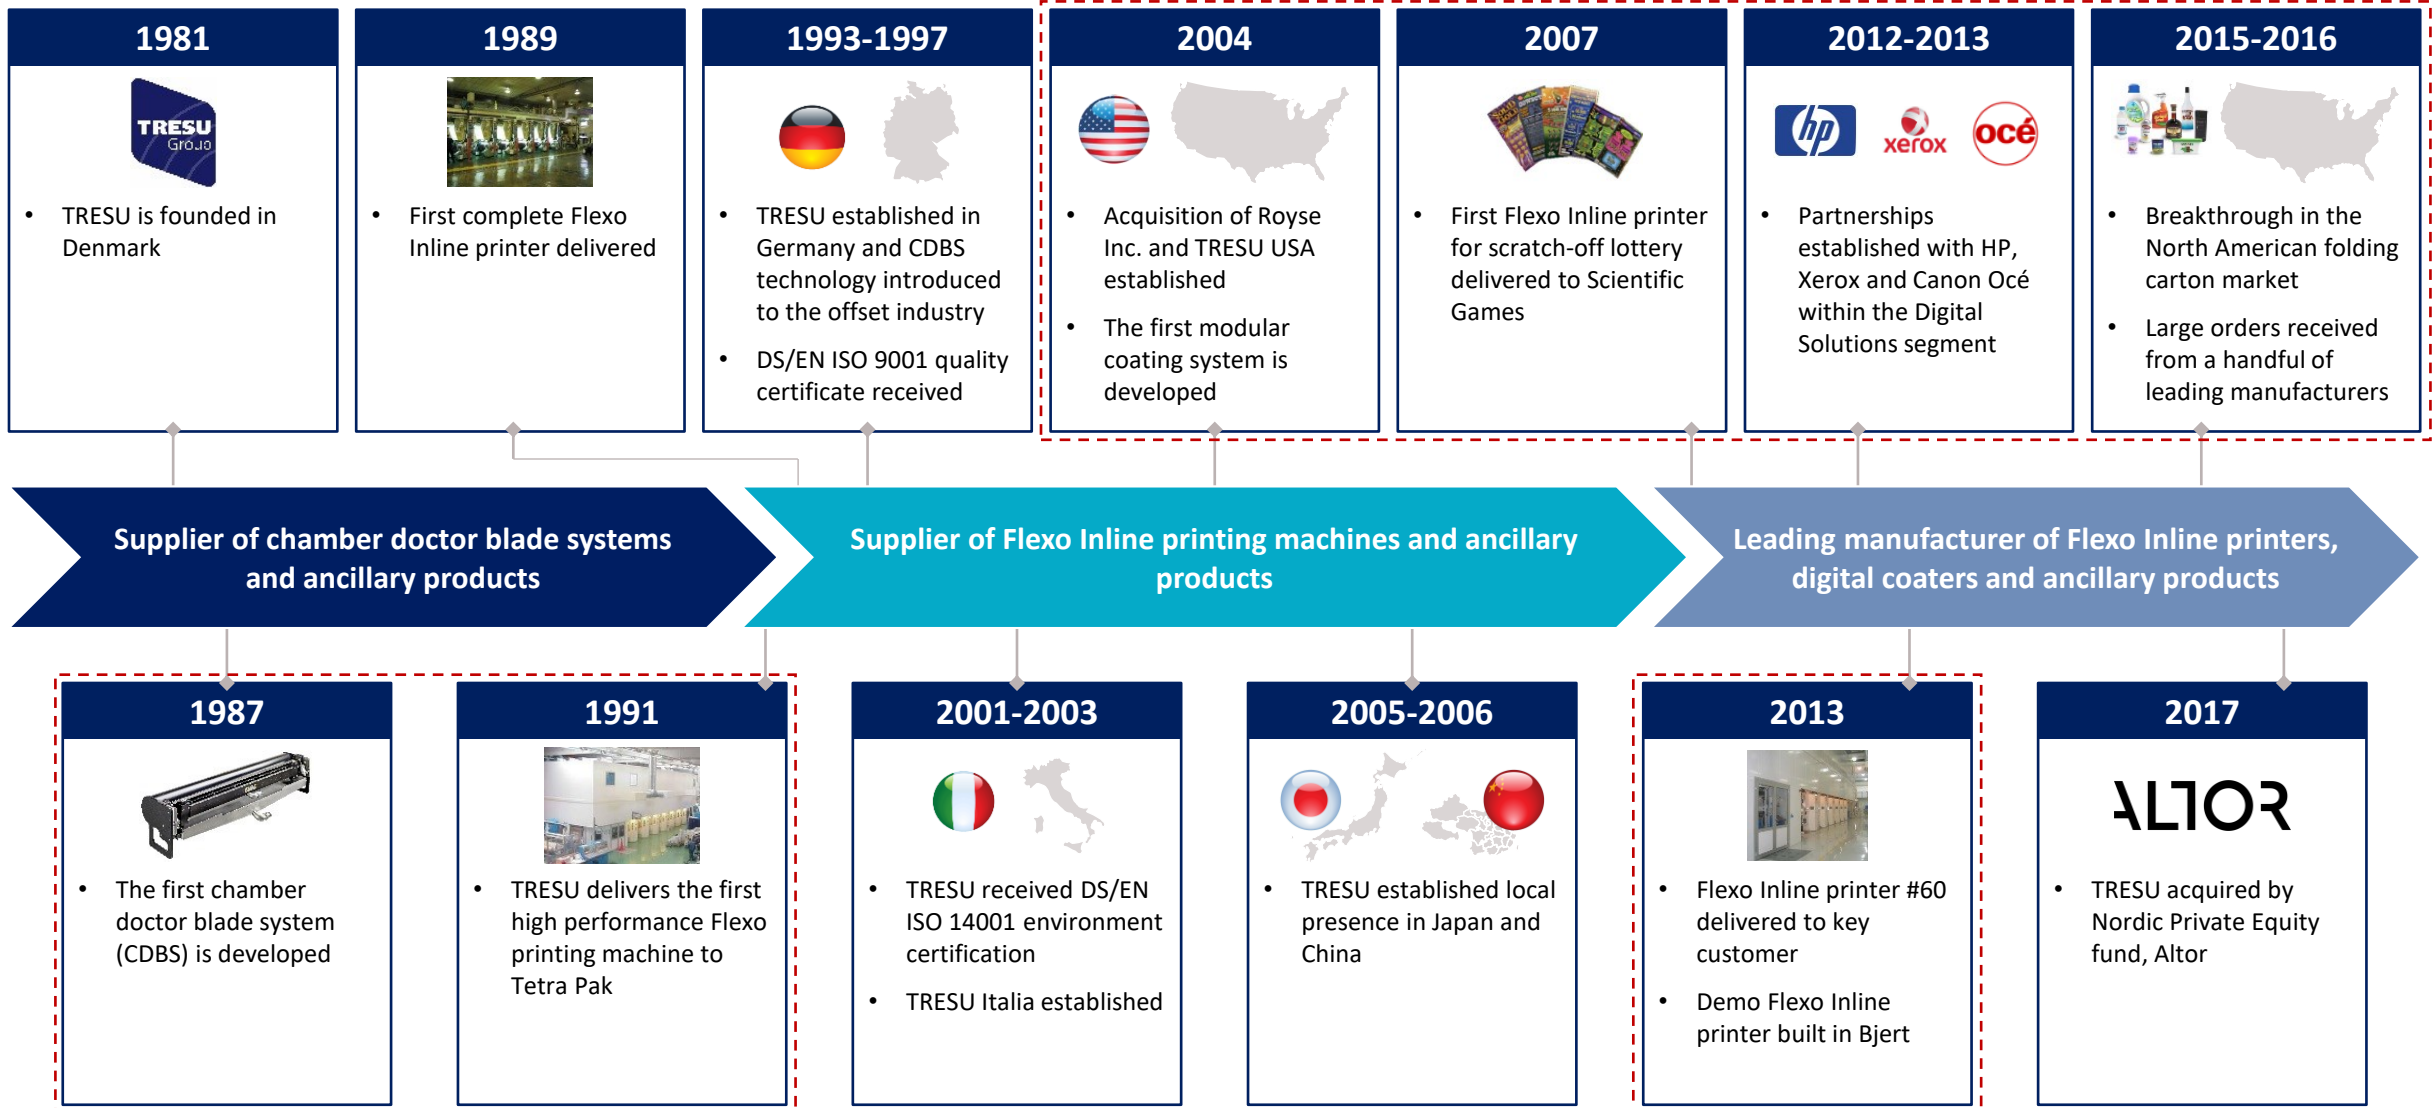 1981
TRESU
Group
• TRESU is founded in
Denmark
1989
• First complete Flexo
Inline printer delivered
1993-1997
• TRESU established in
Germany and CDBS
technology introduced
to the offset industry
• DS/EN ISO 9001 quality
certificate received
2004
• Acquisition of Royse
Inc. and TRESU USA
established
• The first modular
coating system is
developed
2007
• First Flexo Inline printer
for scratch-off lottery
delivered to Scientific
Games
2012-2013
hp
xerox
océ
• Partnerships
established with HP,
Xerox and Canon Océ
within the Digital
Solutions segment
2015-2016
• Breakthrough in the
North American folding
carton market
• Large orders received
from a handful of
leading manufacturers
Supplier of chamber doctor blade systems
and ancillary products
Supplier of Flexo Inline printing machines and ancillary
products
Leading manufacturer of Flexo Inline printers,
digital coaters and ancillary products
1987
• The first chamber
doctor blade system
(CDBS) is developed
1991
• TRESU delivers the first
high performance Flexo
printing machine to
Tetra Pak
2001-2003
• TRESU received DS/EN
ISO 14001 environment
certification
• TRESU Italia established
2005-2006
• TRESU established local
presence in Japan and
China
2013
• Flexo Inline printer #60
delivered to key
customer
• Demo Flexo Inline
printer built in Bjert
2017
ALTOR
• TRESU acquired by
Nordic Private Equity
fund, Altor